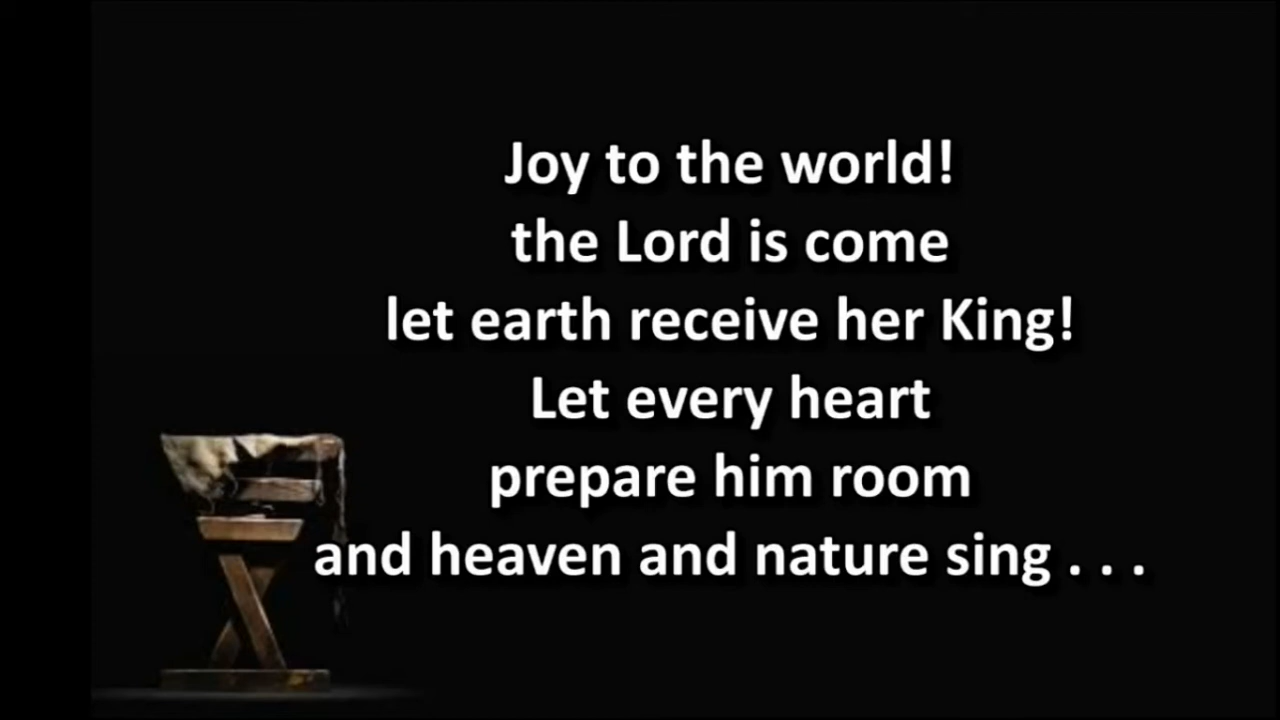 Joy to the world!
the Lord is come
let earth receive her King!
Let every heart
prepare him room
and heaven and nature sing . . .